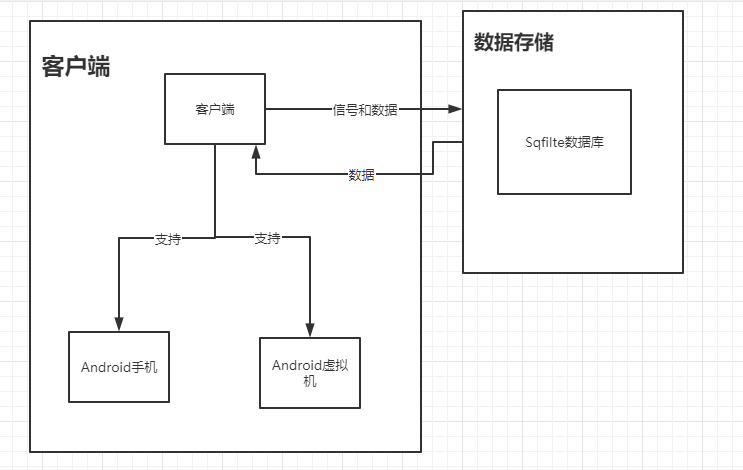 客户端
数据存储
客户端
信号和数据
Sqfilte数据库
数据
支持
支持
Android手机
Android虚拟
机